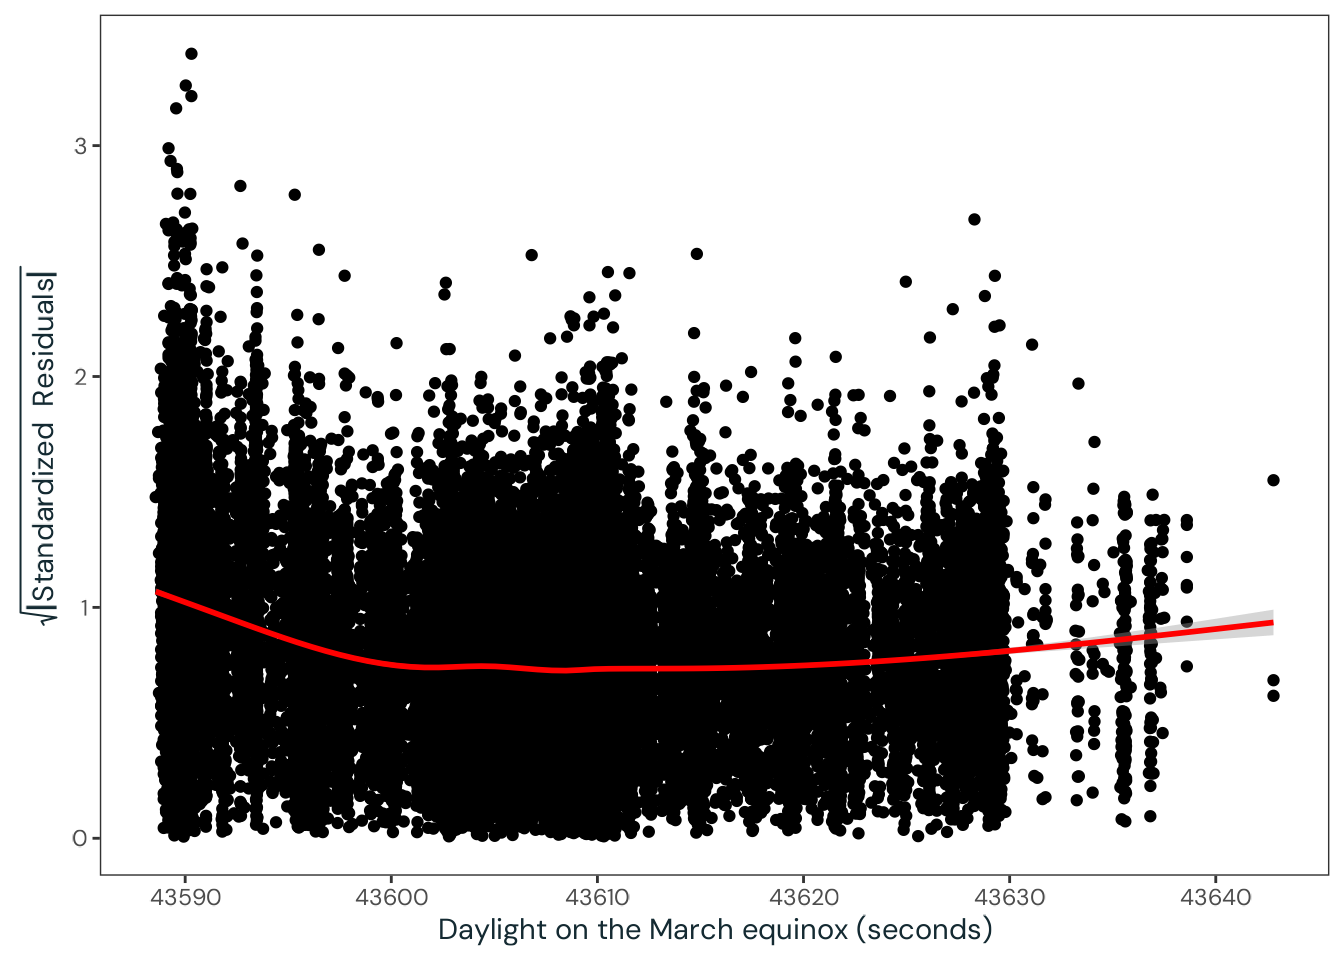 3
2
1
0
√|Standardized Residuals|
43590 43600 43610 43620 43630 43640
Daylight on the March equinox (seconds)